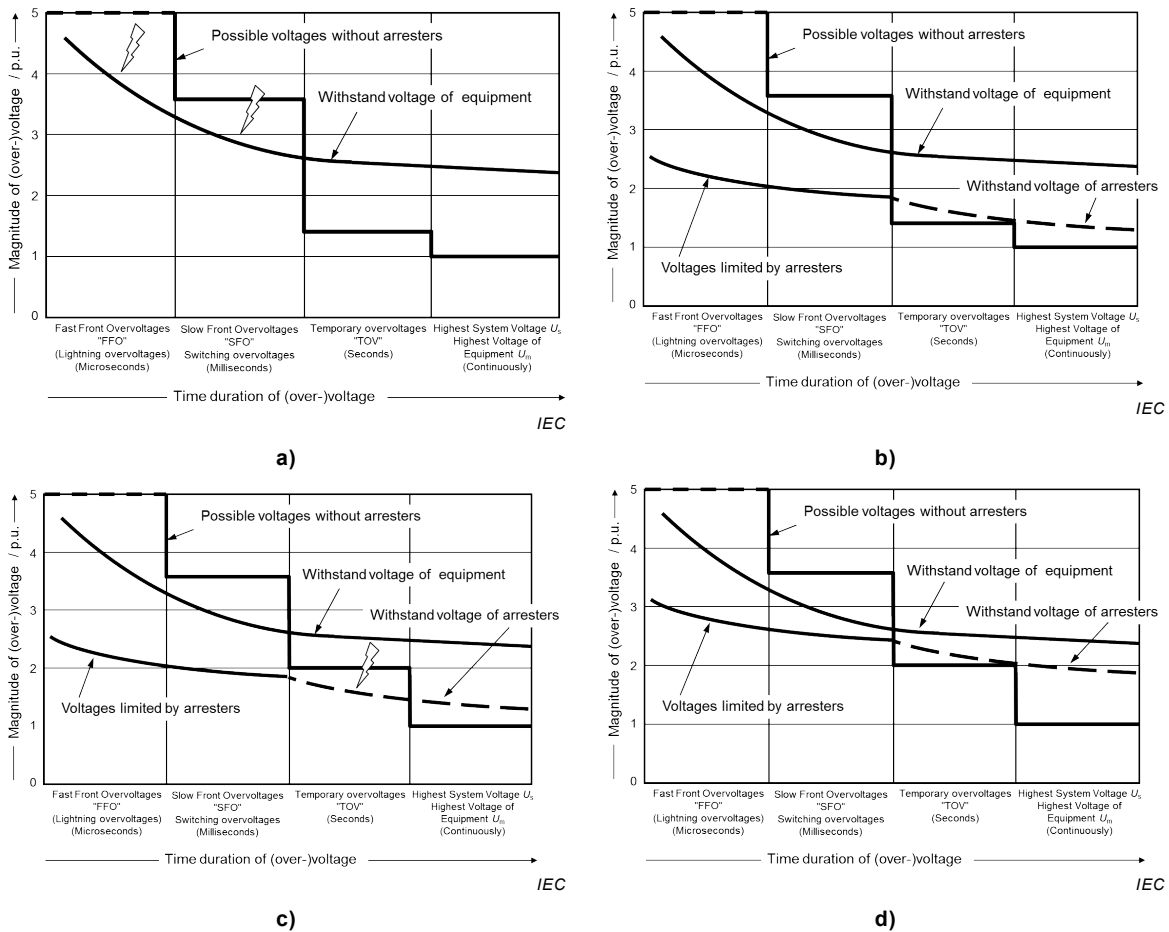 5
4
3
2
1
0
Magnitude of (over-)voltage / p.u.
Possible voltages without arresters
Withstand voltage of equipment
Fast Front Overvoltages
"FFO"
(Lightning overvoltages)
(Microseconds)
Slow Front Overvoltages
"SFO"
Switching overvoltages
(Milliseconds)
Temporary overvoltages
"TOV"
(Seconds)
Highest System Voltage Us
Highest Voltage of
Equipment Um
(Continuously)
Time duration of (over-)voltage
IEC
a)
5
4
3
2
1
0
Magnitude of (over-)voltage / p.u.
Possible voltages without arresters
Withstand voltage of equipment
Withstand voltage of arresters
Voltages limited by arresters
Fast Front Overvoltages
"FFO"
(Lightning overvoltages)
(Microseconds)
Slow Front Overvoltages
"SFO"
Switching overvoltages
(Milliseconds)
Temporary overvoltages
"TOV"
(Seconds)
Highest System Voltage Us
Highest Voltage of
Equipment Um
(Continuously)
Time duration of (over-)voltage
IEC
b)
5
4
3
2
1
0
Magnitude of (over-)voltage / p.u.
Possible voltages without arresters
Withstand voltage of equipment
Withstand voltage of arresters
Voltages limited by arresters
Fast Front Overvoltages
"FFO"
(Lightning overvoltages)
(Microseconds)
Slow Front Overvoltages
"SFO"
Switching overvoltages
(Milliseconds)
Temporary overvoltages
"TOV"
(Seconds)
Highest System Voltage Us
Highest Voltage of
Equipment Um
(Continuously)
Time duration of (over-)voltage
IEC
c)
5
4
3
2
1
0
Magnitude of (over-)voltage / p.u.
Possible voltages without arresters
Withstand voltage of equipment
Withstand voltage of arresters
Voltages limited by arresters
Fast Front Overvoltages
"FFO"
(Lightning overvoltages)
(Microseconds)
Slow Front Overvoltages
"SFO"
Switching overvoltages
(Milliseconds)
Temporary overvoltages
"TOV"
(Seconds)
Highest System Voltage Us
Highest Voltage of
Equipment Um
(Continuously)
Time duration of (over-)voltage
IEC
d)